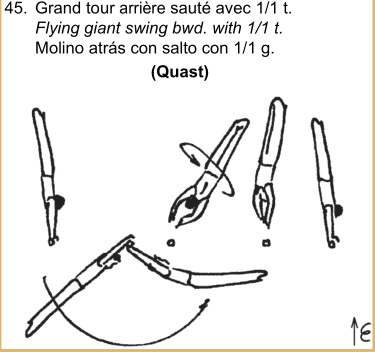 45. Grand tour arrière sauté avec 1/1 t.
Flying giant swing bwd. with 1/1 t.
Molino atrás con salto con 1/1 g.
(Quast)
↑E